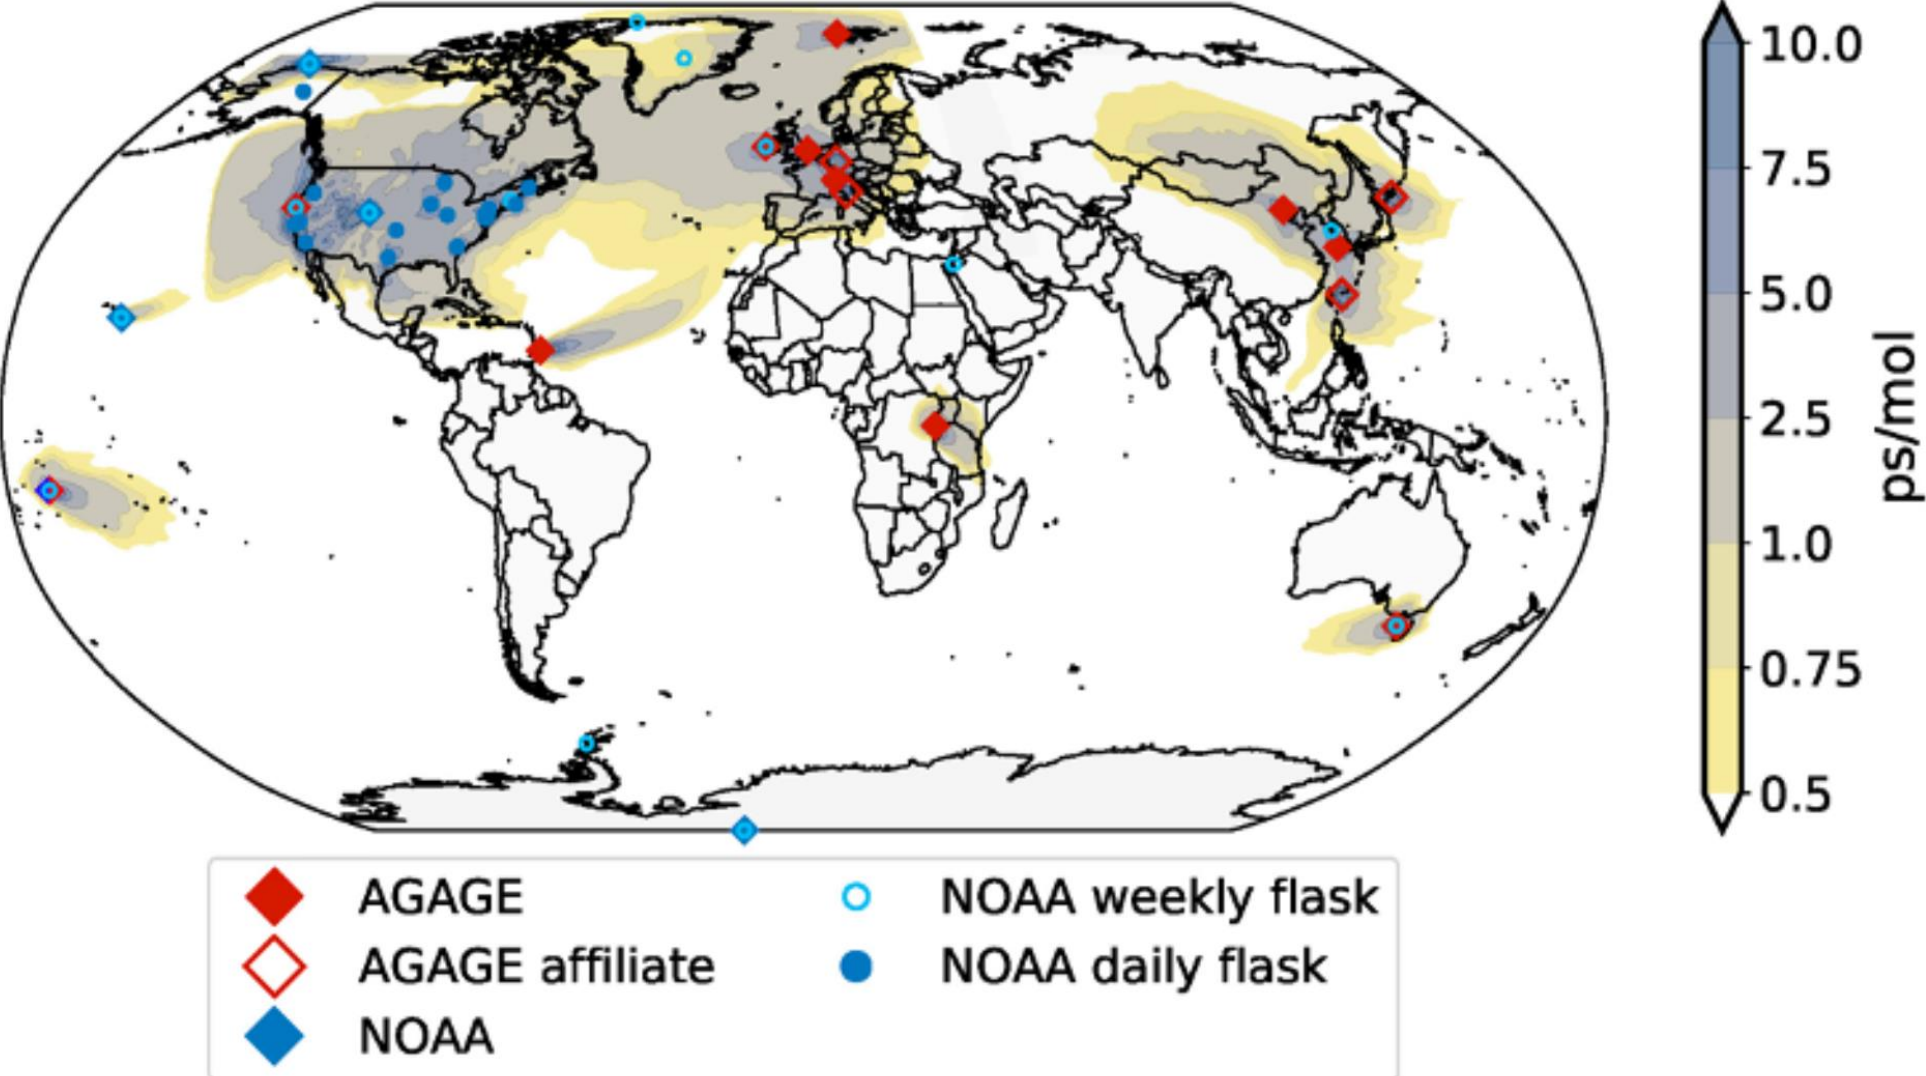 10.0
7.5
5.0
2.5
1.0
0.75
0.5
ps/mol
AGAGE
AGAGE affiliate
NOAA
NOAA weekly flask
NOAA daily flask